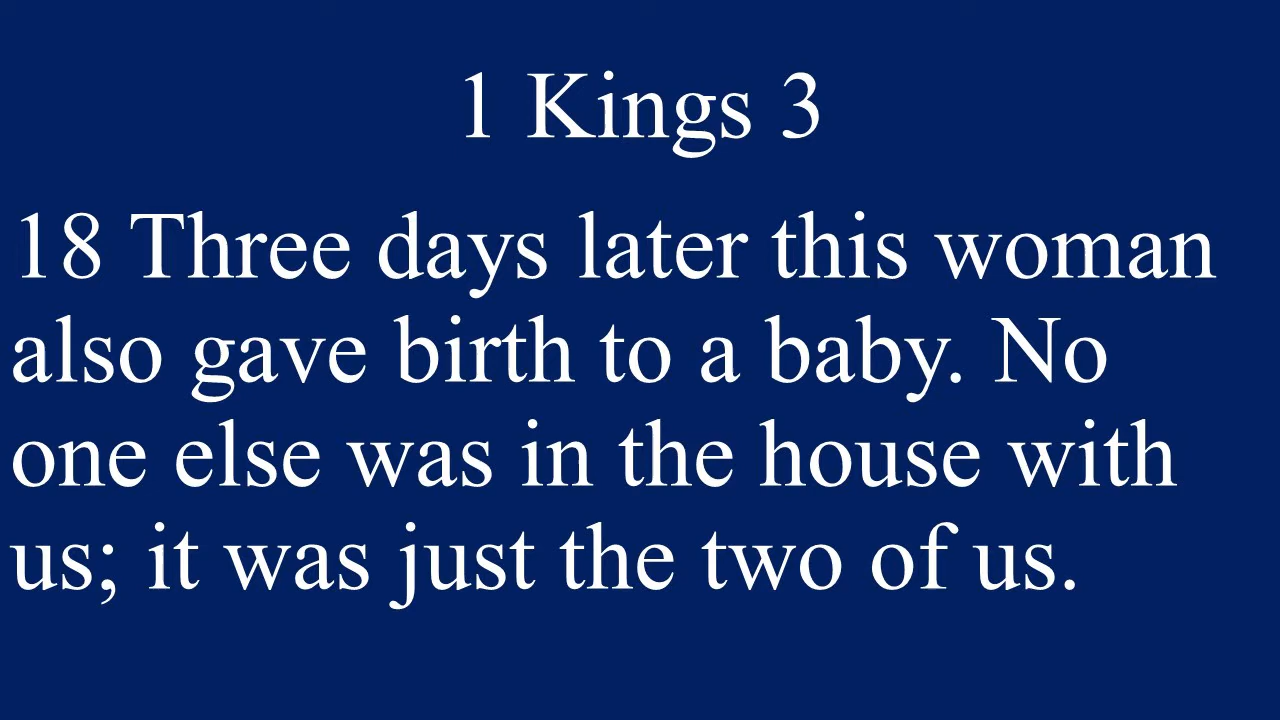 1 Kings 3
18 Three days later this woman
also gave birth to a baby. No
one else was in the house with
us; it was just the two of us.